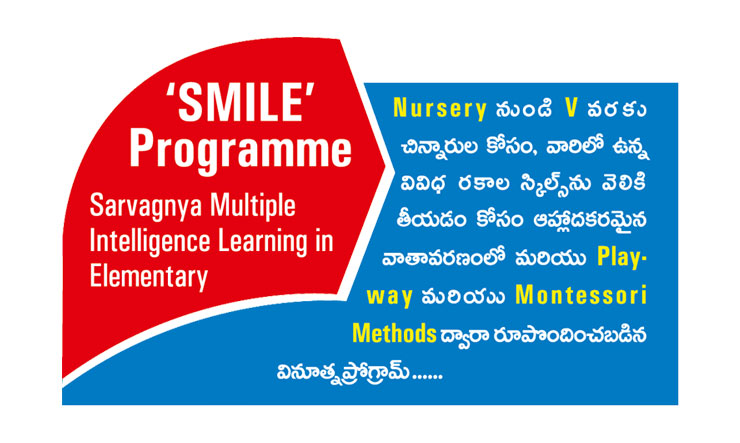 ‘SMILE’
Programme
Sarvagnya Multiple
Intelligence Learning in
Elementary
Nursery నుండి V వరకు
చిన్నారుల కోసం, వారిలో ఉన్న
వివిధ రకాల స్కిల్స్‌ను వెలికి
తీయడం కోసం ఆహ్లాదకరమైన
వాతావరణంలో మరియు Play-
way మరియు Montessori
Methods ద్వారా రూపొందించబడిన
వినూత్న ప్రోగ్రామ్......